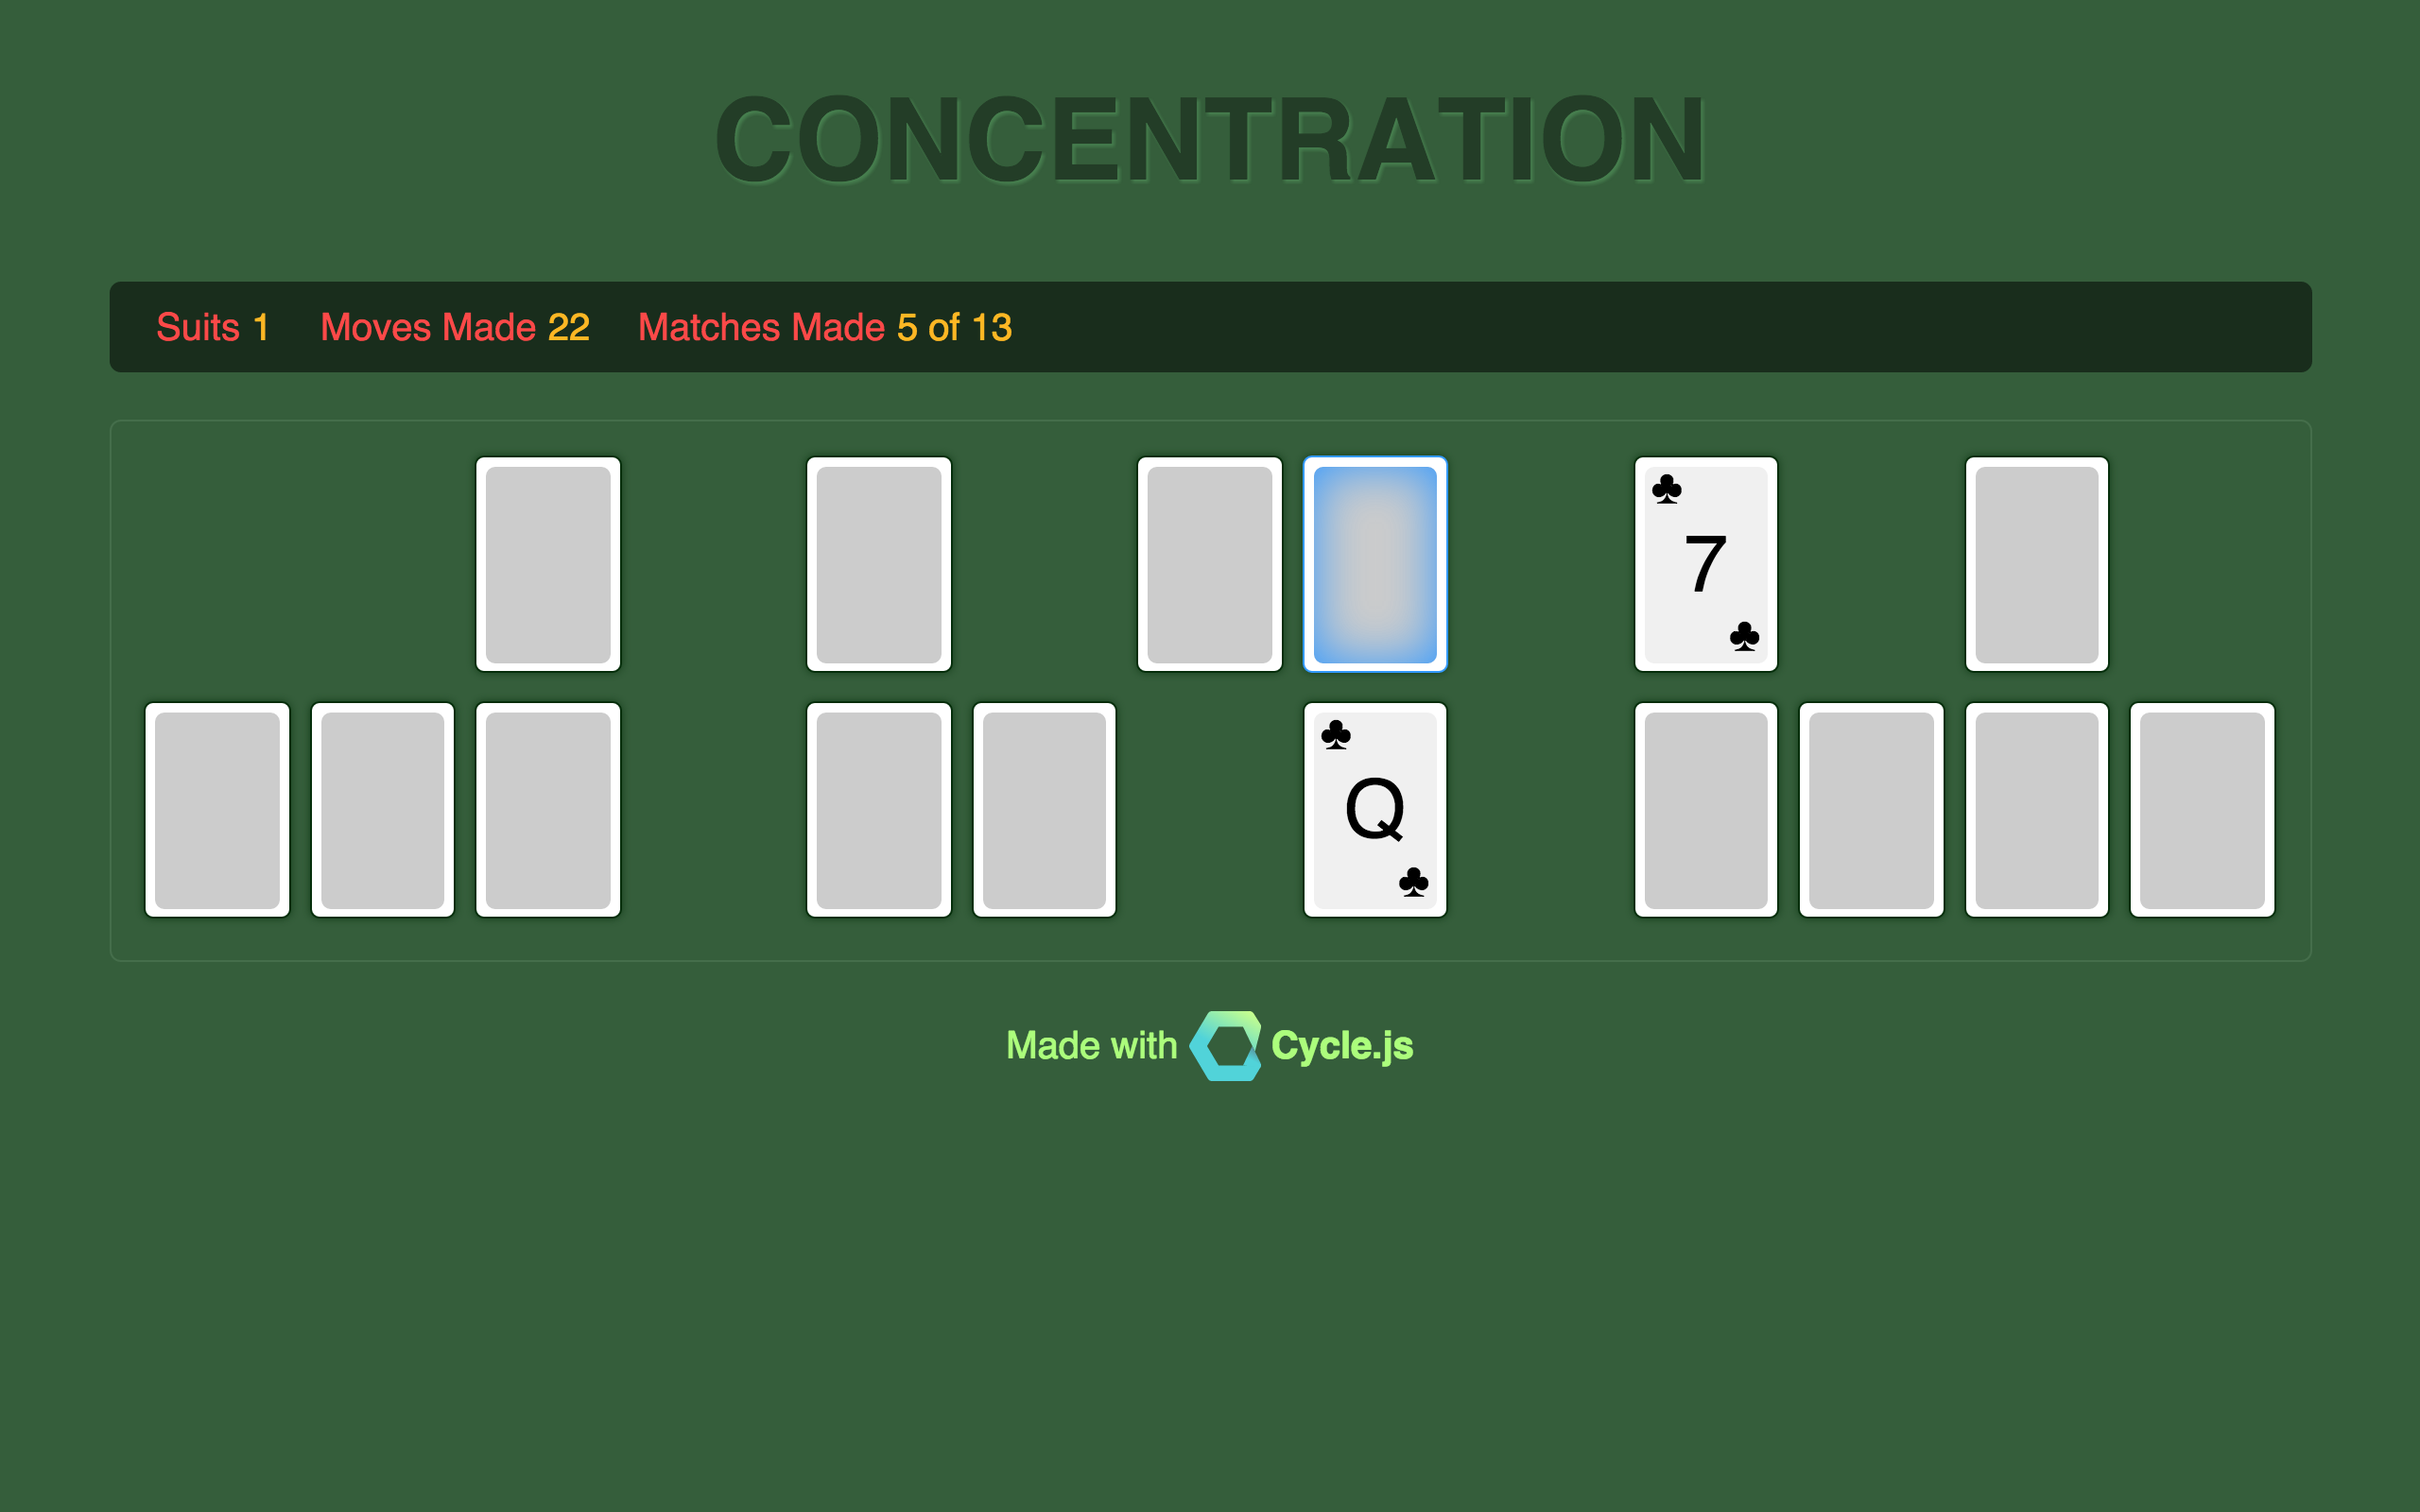 CONCENTRATION
Suits 1 Moves Made 22 Matches Made 5 of 13
♣ 7 ♣
♣ Q ♣
Made with Cycle.js